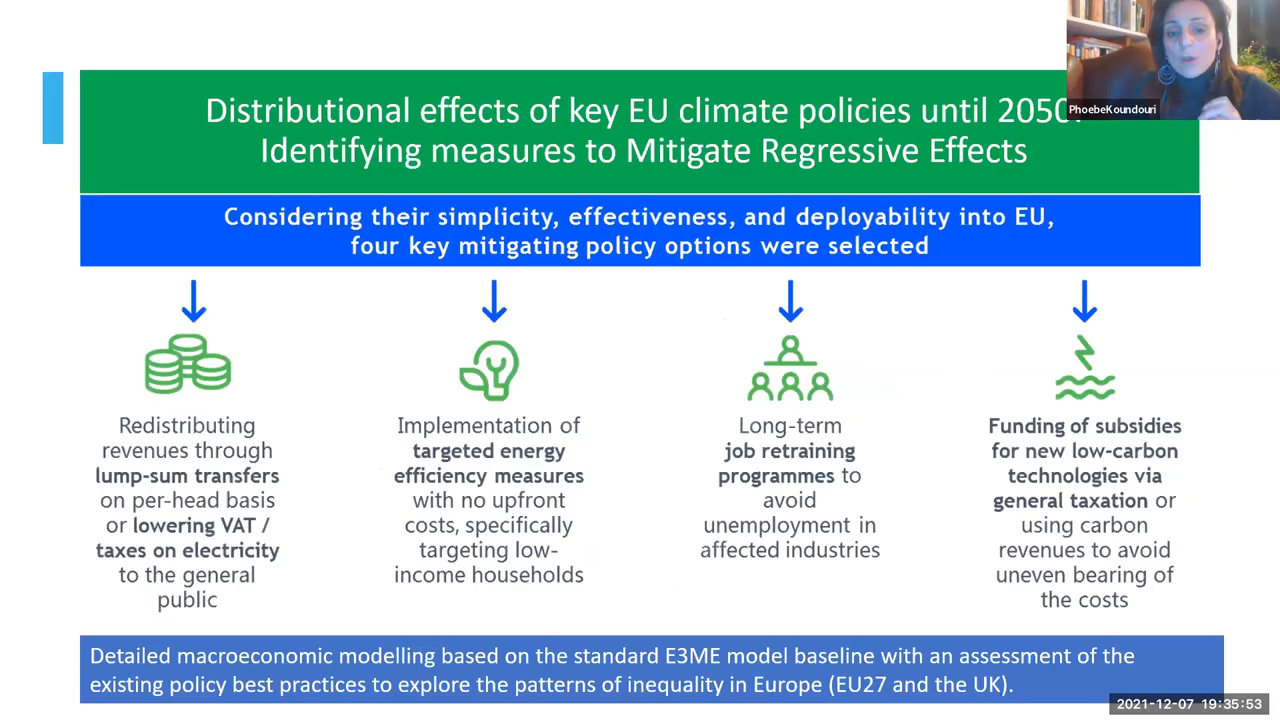 PhoebeKoundouri
Distributional effects of key EU climate policies until 2050:
Identifying measures to Mitigate Regressive Effects
Considering their simplicity, effectiveness, and deployability into EU,
four key mitigating policy options were selected
Redistributing
revenues through
lump-sum transfers
on per-head basis
or lowering VAT /
taxes on electricity
to the general
public
Implementation of
targeted energy
efficiency measures
with no upfront
costs, specifically
targeting low-
income households
Long-term
job retraining
programmes to
avoid
unemployment in
affected industries
Funding of subsidies
for new low-carbon
technologies via
general taxation or
using carbon
revenues to avoid
uneven bearing of
the costs
Detailed macroeconomic modelling based on the standard E3ME model baseline with an assessment of the
existing policy best practices to explore the patterns of inequality in Europe (EU27 and the UK).
2021-12-07 19:35:53